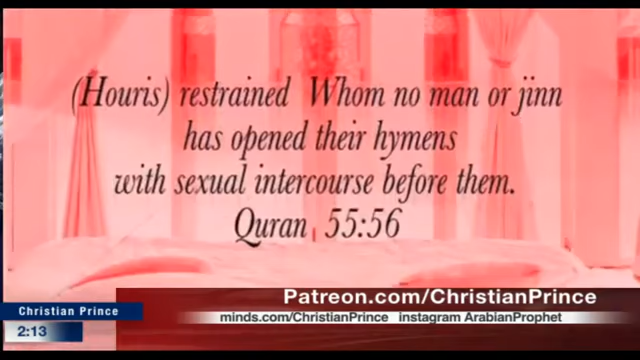 (Houris) restrained Whom no man or jinn
has opened their hymens
with sexual intercourse before them.
Quran 55:56
Patreon.com/ChristianPrince
Christian Prince
minds.com/ChristianPrince instagram ArabianProphet
2:13